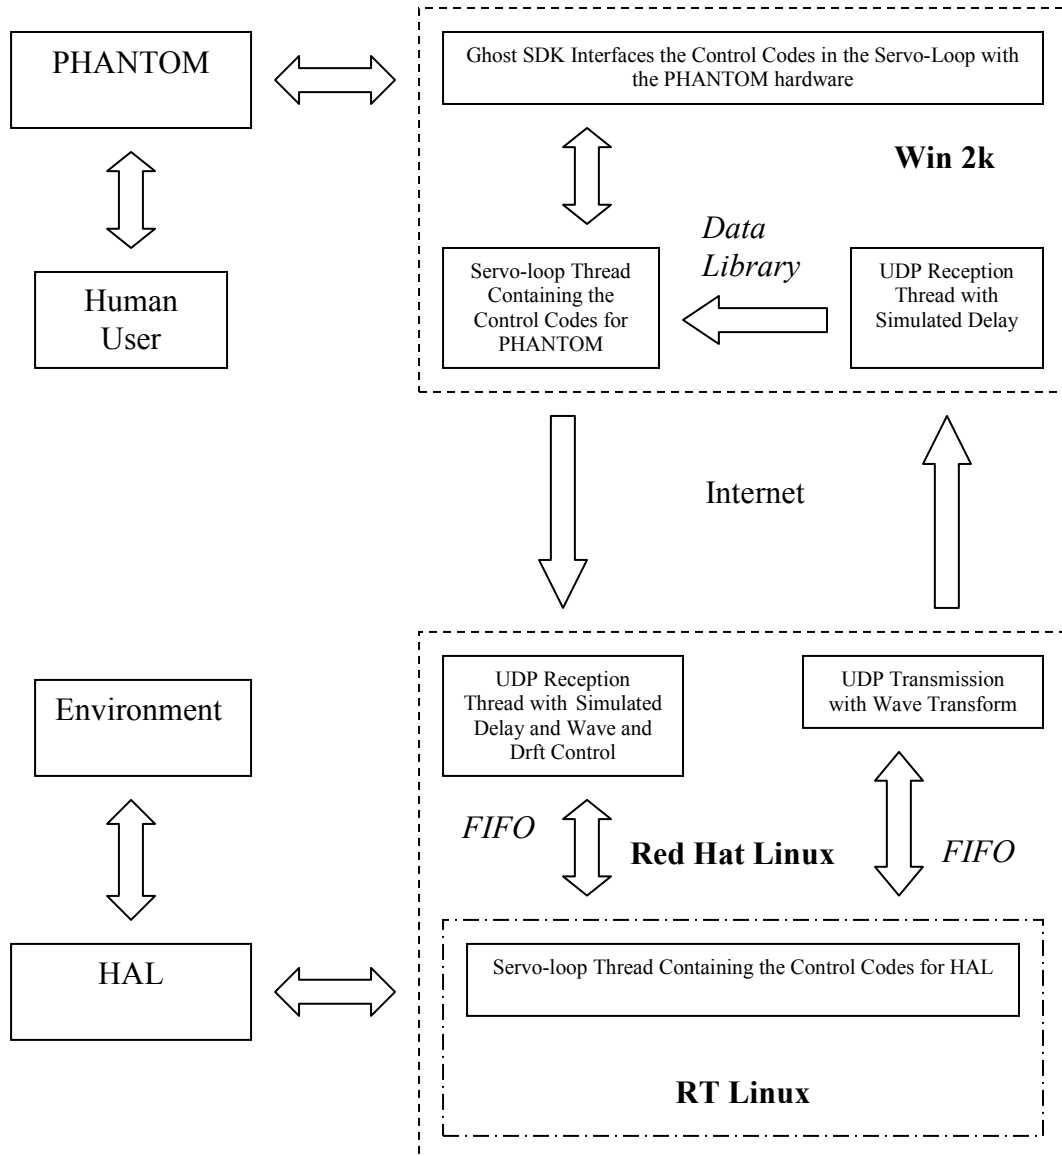 PHANTOM
Ghost SDK Interfaces the Control Codes in the Servo-Loop with
the PHANTOM hardware
Win 2k
Data
Library
Human
User
Servo-loop Thread
Containing the
Control Codes for
PHANTOM
UDP Reception
Thread with
Simulated Delay
Internet
Environment
UDP Reception
Thread with Simulated
Delay and Wave and
Drft Control
UDP Transmission
with Wave Transform
FIFO
Red Hat Linux
FIFO
HAL
Servo-loop Thread Containing the Control Codes for HAL
RT Linux